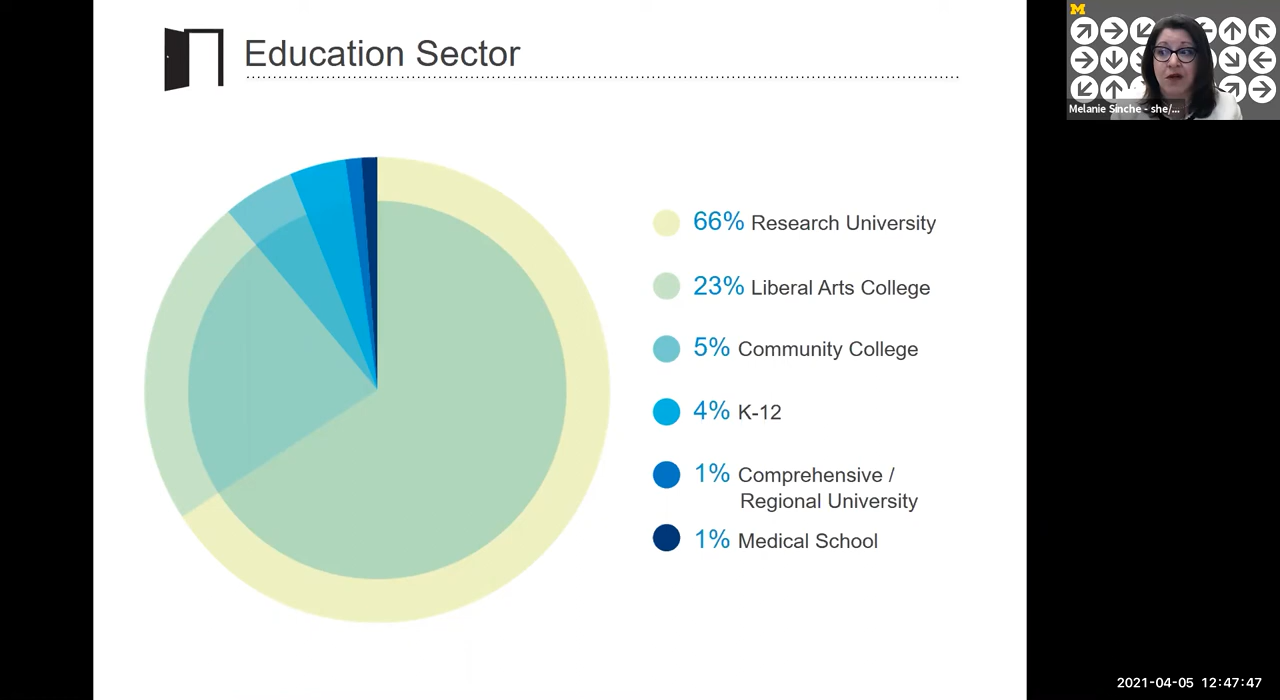 Education Sector
M
Melanie Sinche - she/...
66% Research University
23% Liberal Arts College
5% Community College
4% K-12
1% Comprehensive /
Regional University
1% Medical School
2021-04-05 12:47:47